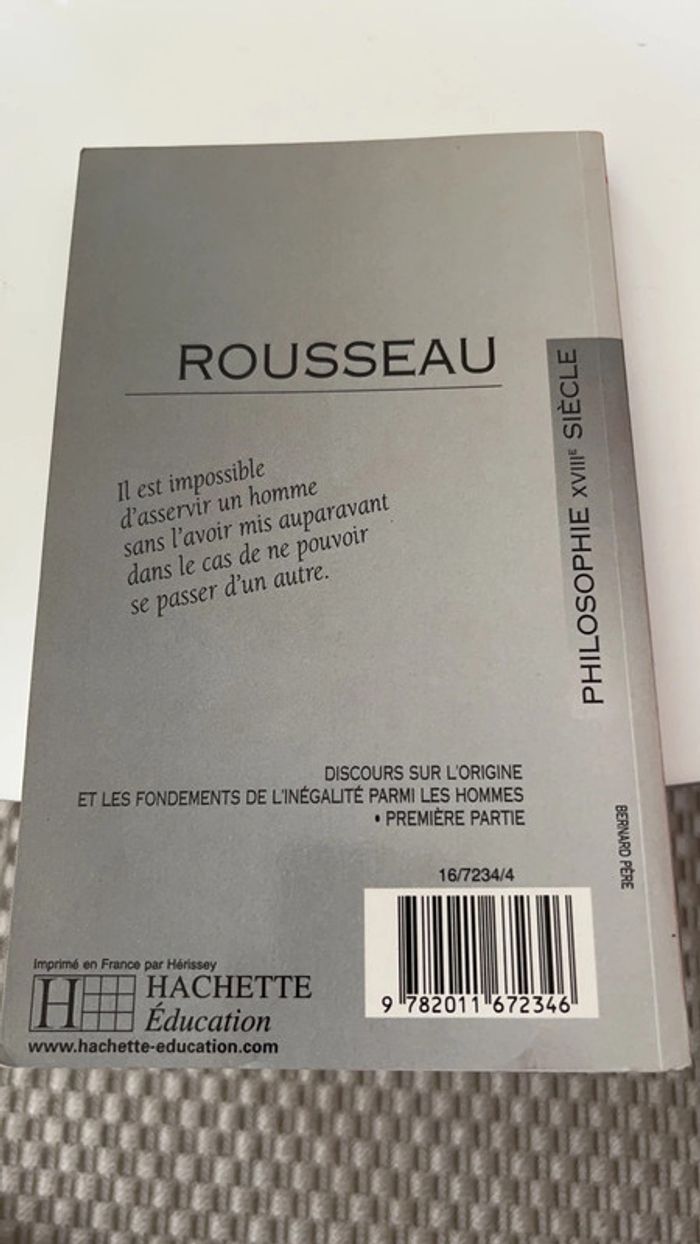 ROUSSEAU
Il est impossible
d'asservir un homme
sans l'avoir mis auparavant
dans le cas de ne pouvoir
se passer d'un autre.
PHILOSOPHIE XVIIIE SIÈCLE
DISCOURS SUR L'ORIGINE
ET LES FONDEMENTS DE L'INÉGALITÉ PARMI LES HOMMES
• PREMIÈRE PARTIE
BERNARD PÈRE
16/7234/4
9 782011 672346
Imprimé en France par Hérissey
H HACHETTE
Éducation
www.hachette-education.com